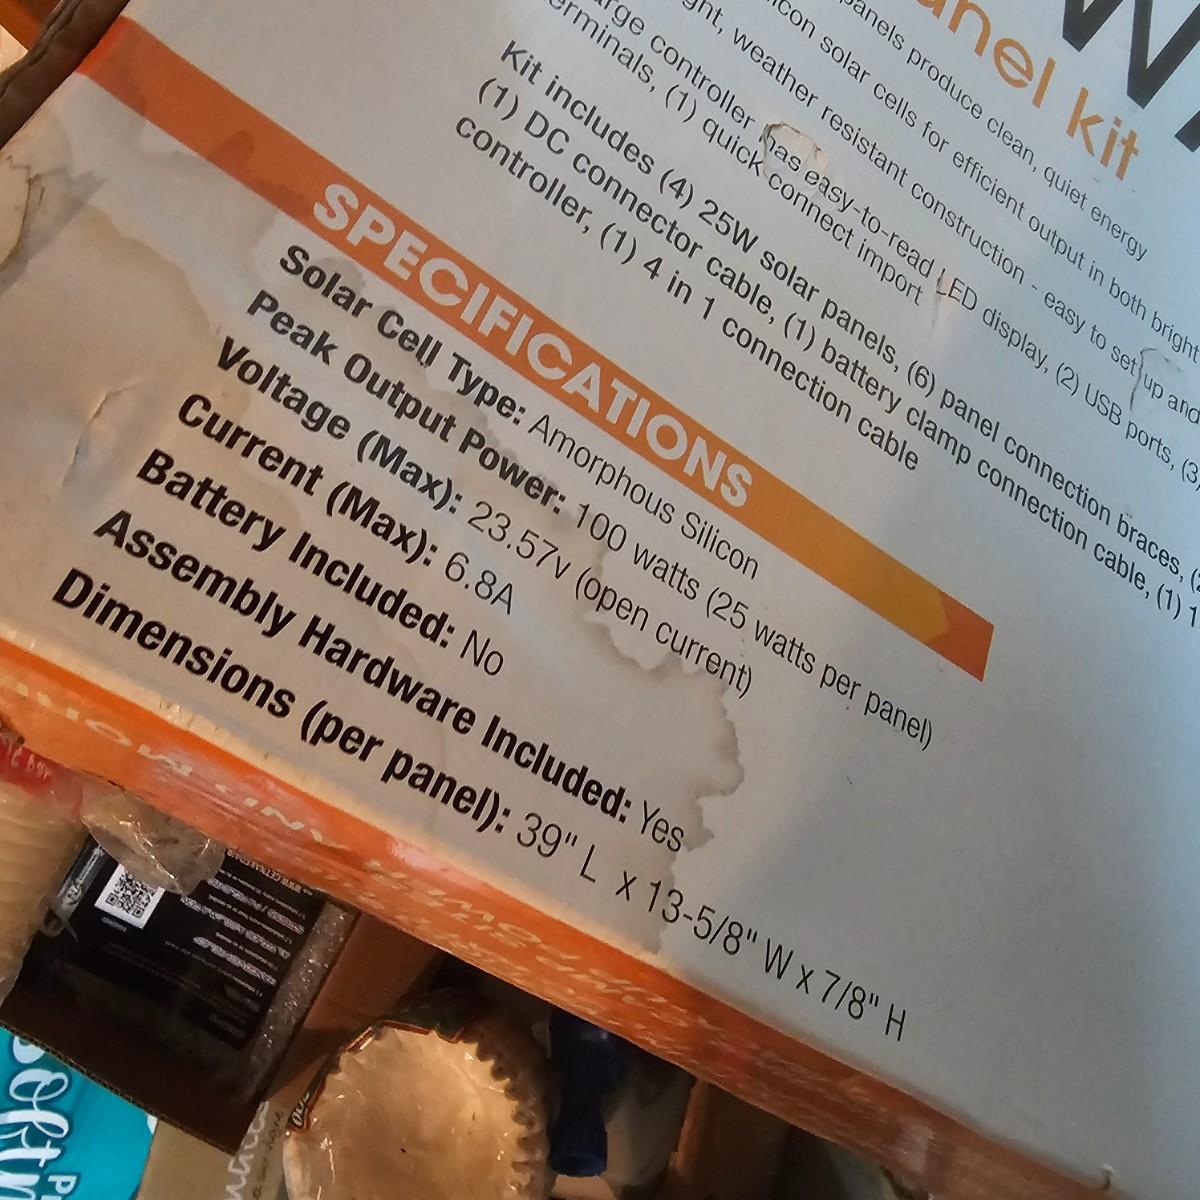 W
anel kit
panels produce clean, quiet energy
icon solar cells for efficient output in both bright
ght, weather resistant construction - easy to set up and
arge controller has easy-to-read LED display, (2) USB ports, (3)
erminals, (1) quick connect import
Kit includes (4) 25W solar panels, (6) panel connection braces, (2
(1) DC connector cable, (1) battery clamp connection cable, (1) 1
controller, (1) 4 in 1 connection cable
SPECIFICATIONS
Solar Cell Type: Amorphous Silicon
Peak Output Power: 100 watts (25 watts per panel)
Voltage (Max): 23.57v (open current)
Current (Max): 6.8A
Battery Included: No
Assembly Hardware Included: Yes
Dimensions (per panel): 39" L x 13-5/8" W x 7/8" H